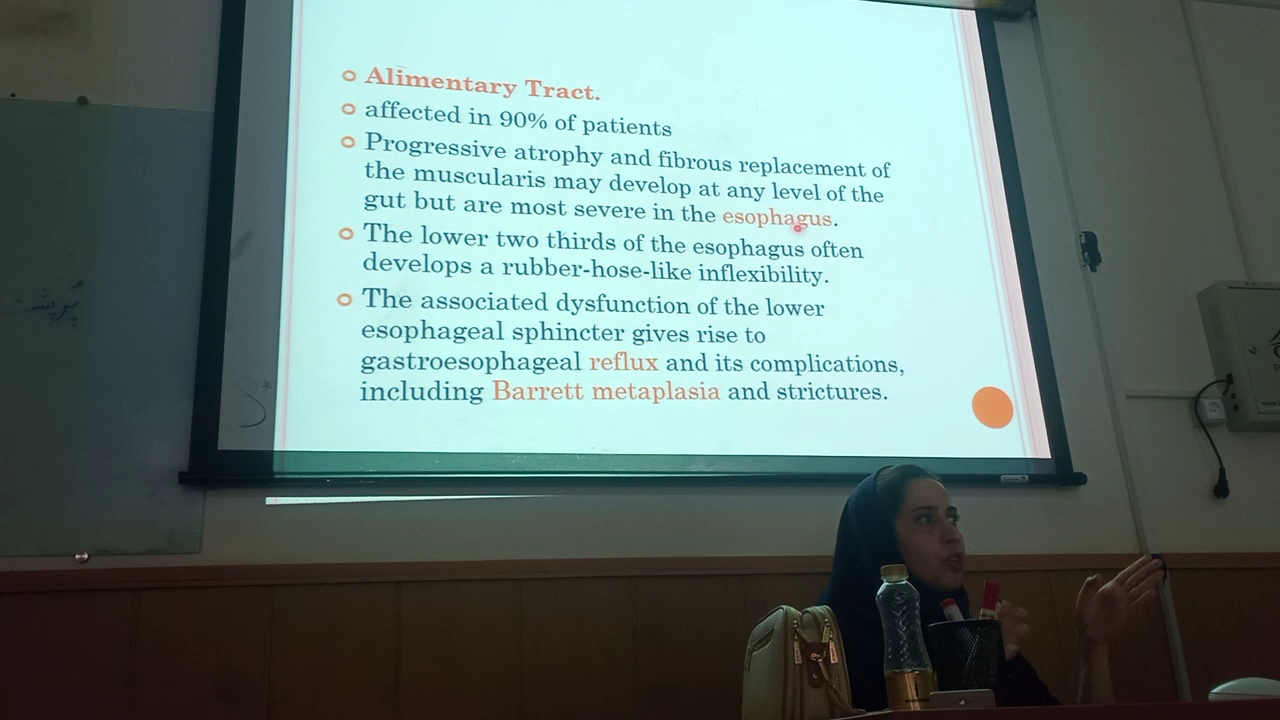 Alimentary Tract.
affected in 90% of patients
Progressive atrophy and fibrous replacement of
the muscularis may develop at any level of the
gut but are most severe in the esophagus.
The lower two thirds of the esophagus often
develops a rubber-hose-like inflexibility.
The associated dysfunction of the lower
esophageal sphincter gives rise to
gastroesophageal reflux and its complications,
including Barrett metaplasia and strictures.